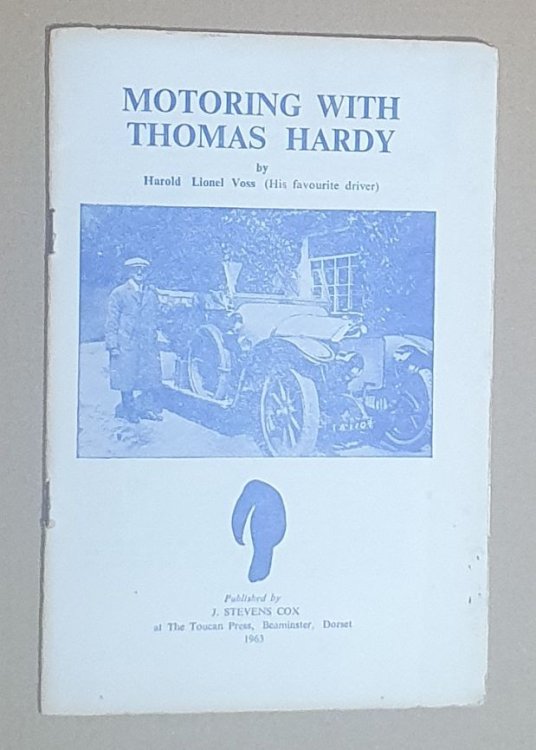 MOTORING WITH
THOMAS HARDY
by
Harold Lionel Voss (His favourite driver)
Published by
J. STEVENS COX
at The Toucan Press, Beaminster, Dorset
1963